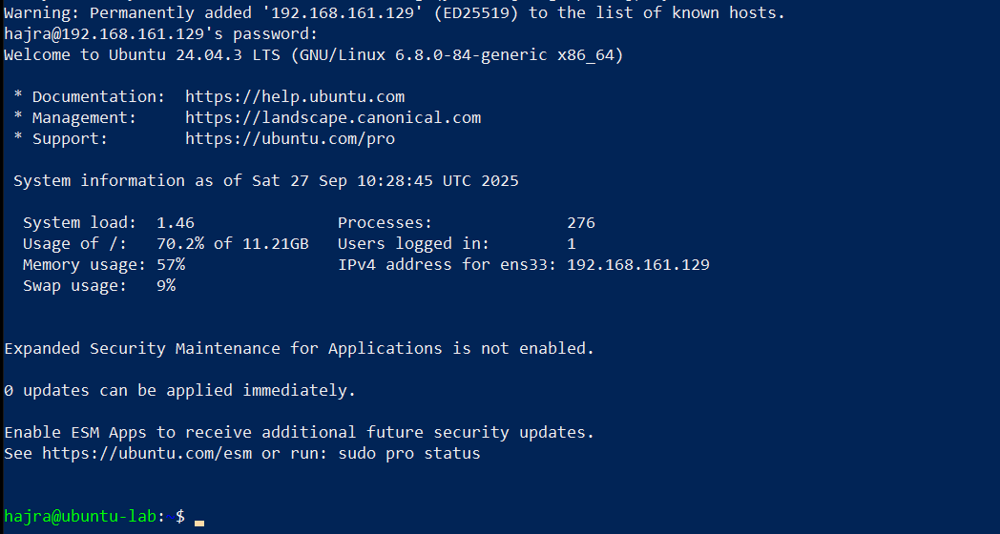 Warning: Permanently added '192.168.161.129' (ED25519) to the list of known hosts.
hajra@192.168.161.129's password:
Welcome to Ubuntu 24.04.3 LTS (GNU/Linux 6.8.0-84-generic x86_64)
* Documentation:  https://help.ubuntu.com
* Management:     https://landscape.canonical.com
* Support:        https://ubuntu.com/pro
System information as of Sat 27 Sep 10:28:45 UTC 2025
System load:  1.46                Processes:              276
Usage of /:   70.2% of 11.21GB   Users logged in:        1
Memory usage: 57%                 IPv4 address for ens33: 192.168.161.129
Swap usage:   9%
Expanded Security Maintenance for Applications is not enabled.
0 updates can be applied immediately.
Enable ESM Apps to receive additional future security updates.
See https://ubuntu.com/esm or run: sudo pro status
hajra@ubuntu-lab: $